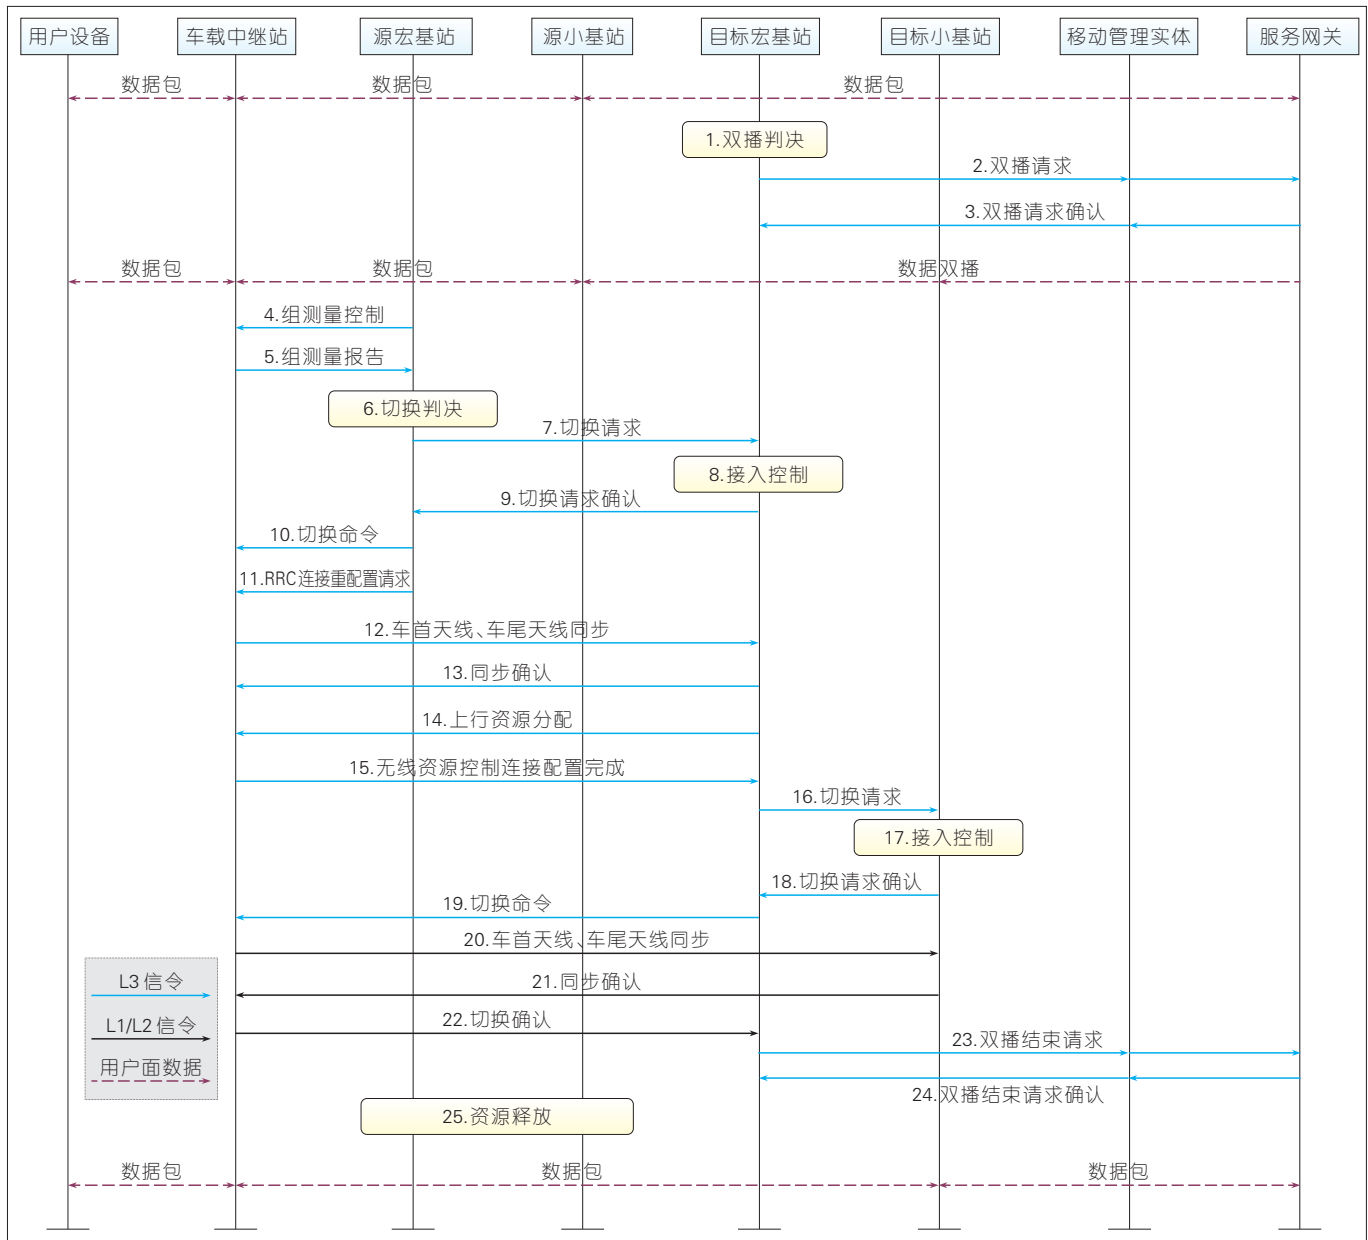 用户设备
车载中继站
源宏基站
源小基站
目标宏基站
目标小基站
移动管理实体
服务网关
数据包
数据包
数据包
1.双播判决
2.双播请求
3.双播请求确认
数据包
数据包
数据双播
4.组测量控制
5.组测量报告
6.切换判决
7.切换请求
8.接入控制
9.切换请求确认
10.切换命令
11.RRC连接重配置请求
12.车首天线、车尾天线同步
13.同步确认
14.上行资源分配
15.无线资源控制连接配置完成
16.切换请求
17.接入控制
18.切换请求确认
19.切换命令
20.车首天线、车尾天线同步
L3信令
21.同步确认
L1/L2信令
22.切换确认
23.双播结束请求
用户面数据
24.双播结束请求确认
25.资源释放
数据包
数据包
数据包